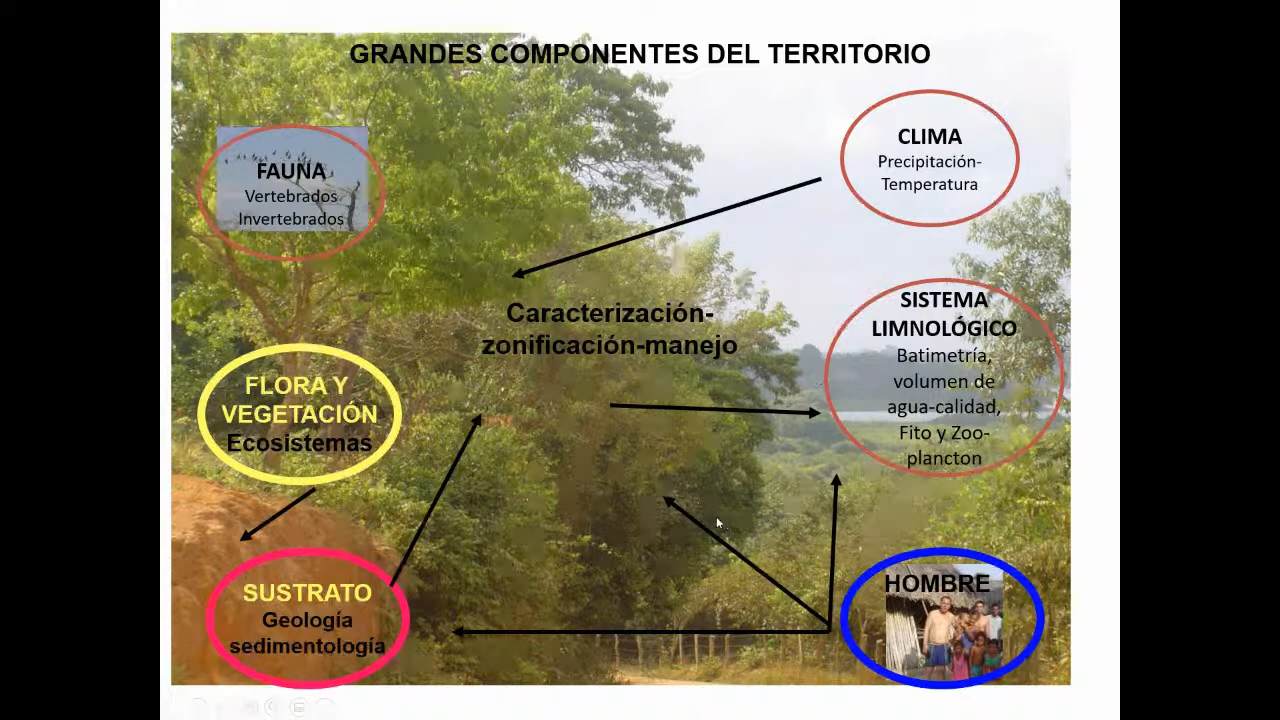 GRANDES COMPONENTES DEL TERRITORIO
FAUNA
Vertebrados
Invertebrados
CLIMA
Precipitación-
Temperatura
Caracterización-
zonificación-manejo
SISTEMA
LIMNOLÓGICO
Batimetría,
volumen de
agua-calidad,
Fito y Zoo-
plancton
FLORA Y
VEGETACIÓN
Ecosistemas
SUSTRATO
Geología
sedimentología
HOMBRE